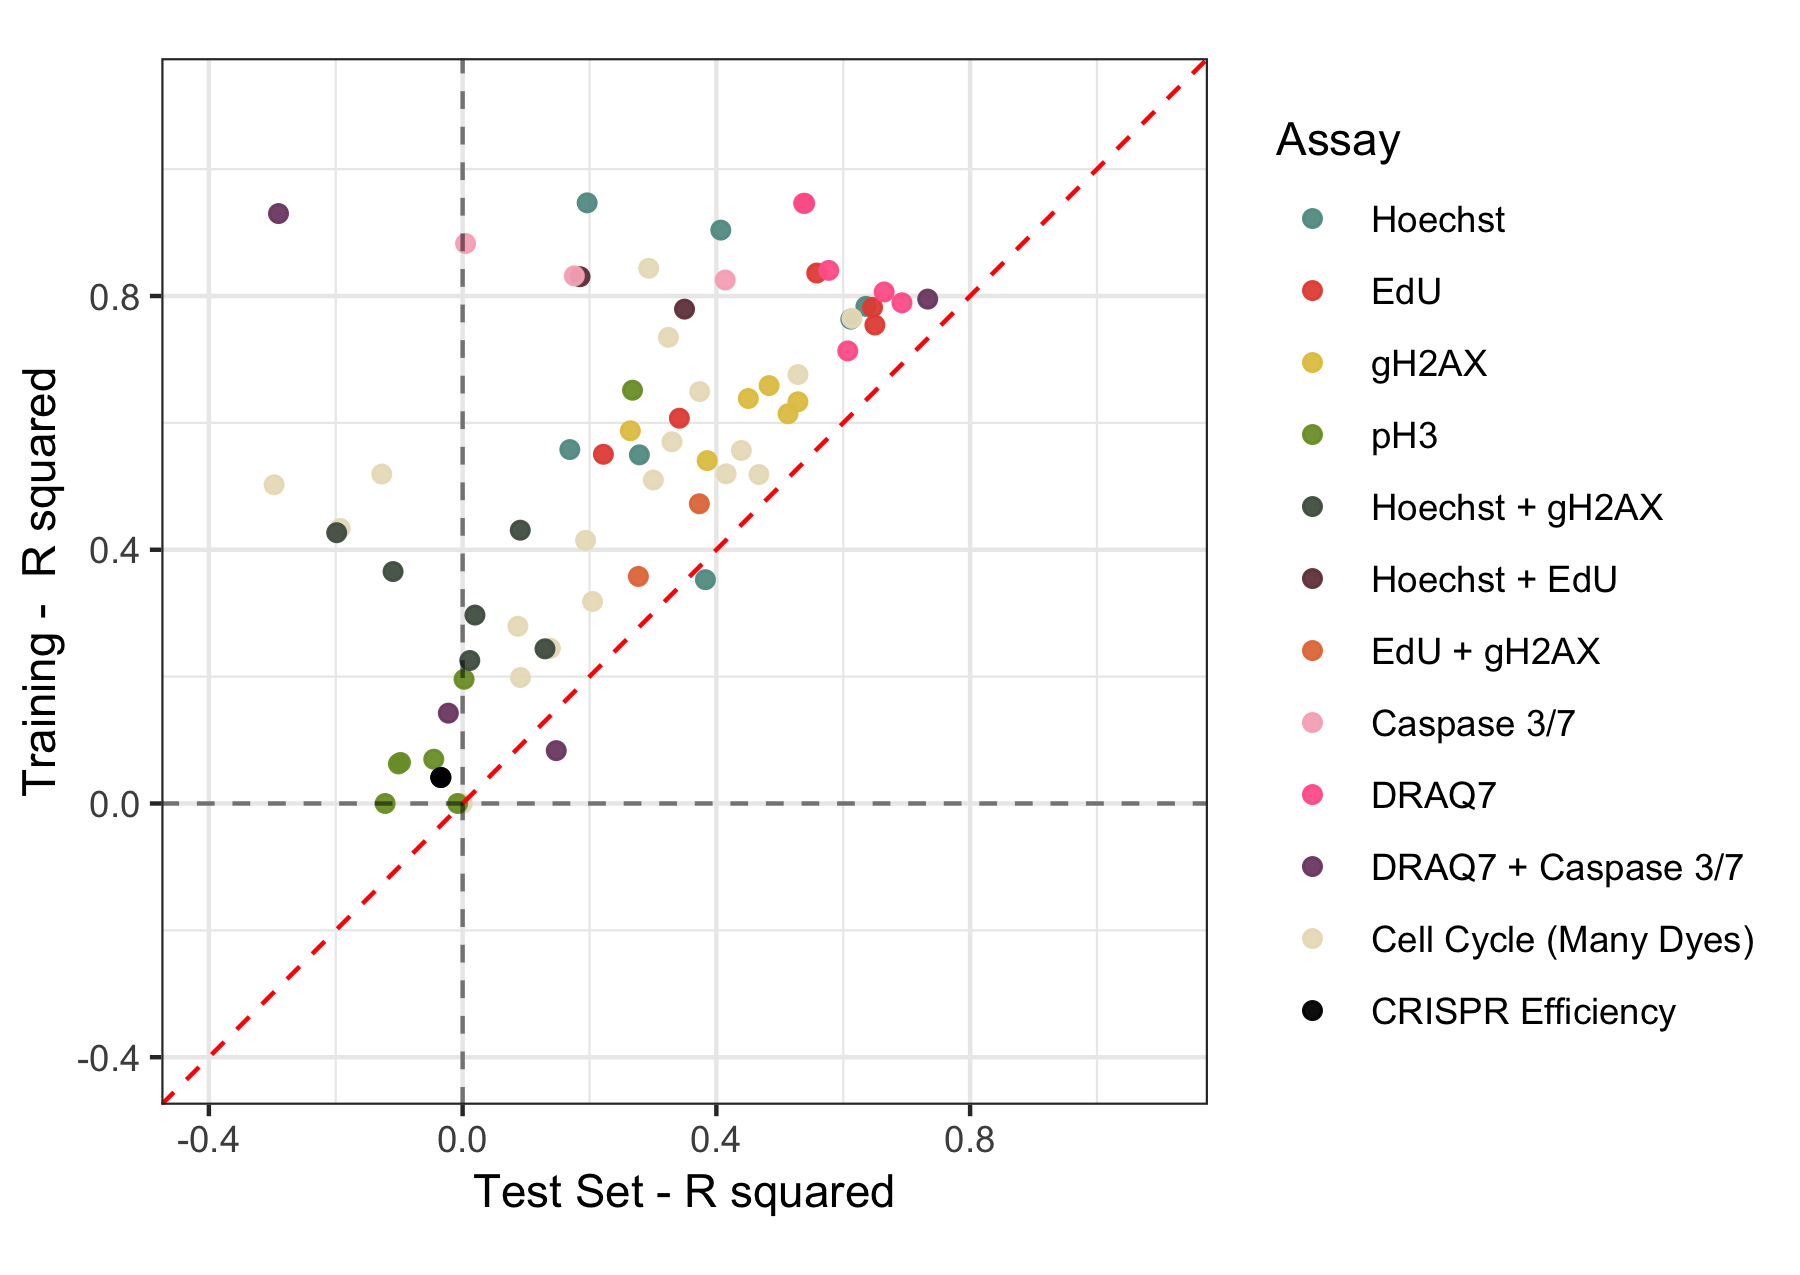 Training - R squared
0.8
0.4
0.0
-0.4
-0.4 0.0 0.4 0.8
Test Set - R squared
Assay
Hoechst
EdU
gH2AX
pH3
Hoechst + gH2AX
Hoechst + EdU
EdU + gH2AX
Caspase 3/7
DRAQ7
DRAQ7 + Caspase 3/7
Cell Cycle (Many Dyes)
CRISPR Efficiency